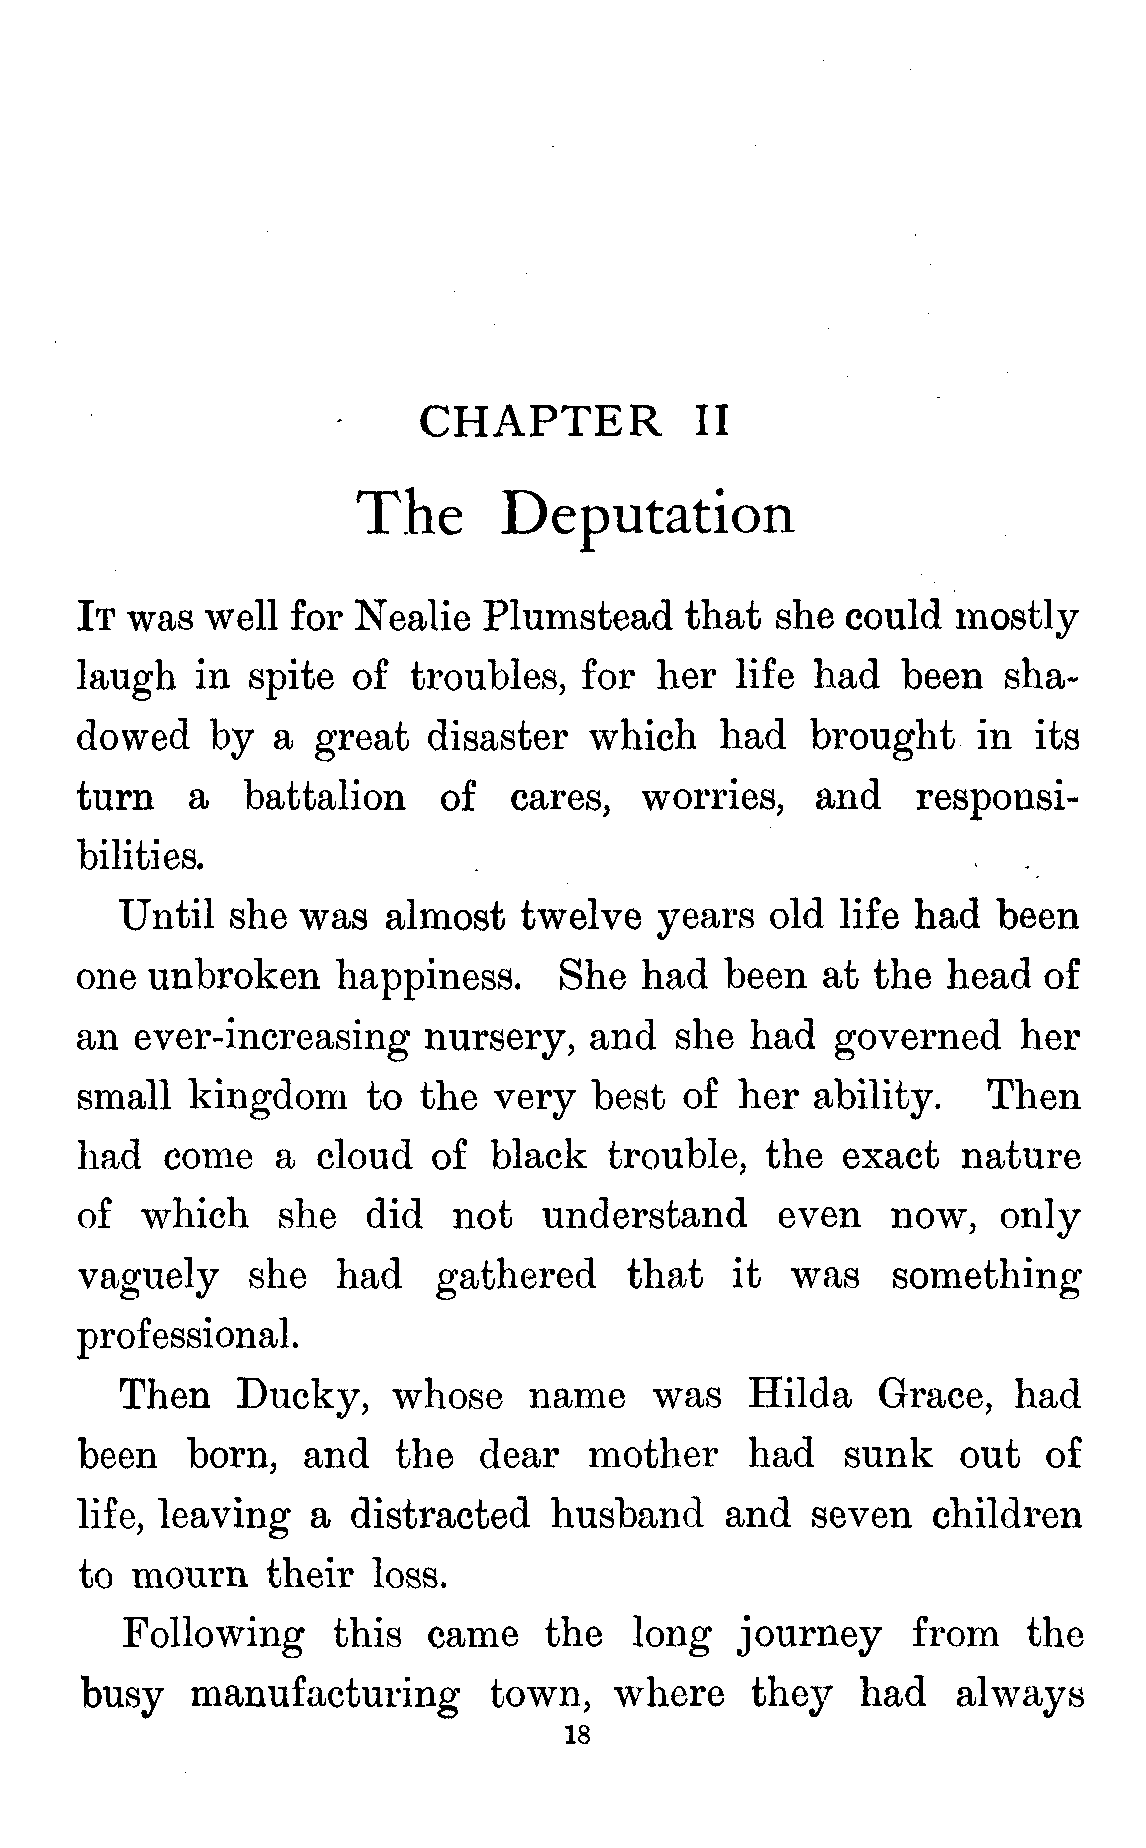 CHAPTER II
The Deputation
IT was well for Nealie Plumstead that she could mostly
laugh in spite of troubles, for her life had been sha-
dowed by a great disaster which had brought in its
turn a battalion of cares, worries, and responsi-
bilities.
Until she was almost twelve years old life had been
one unbroken happiness. She had been at the head of
an ever-increasing nursery, and she had governed her
small kingdom to the very best of her ability. Then
had come a cloud of black trouble, the exact nature
of which she did not understand even now, only
vaguely she had gathered that it was something
professional.
Then Ducky, whose name was Hilda Grace, had
been born, and the dear mother had sunk out of
life, leaving a distracted husband and seven children
to mourn their loss.
Following this came the long journey from the
busy manufacturing town, where they had always
18